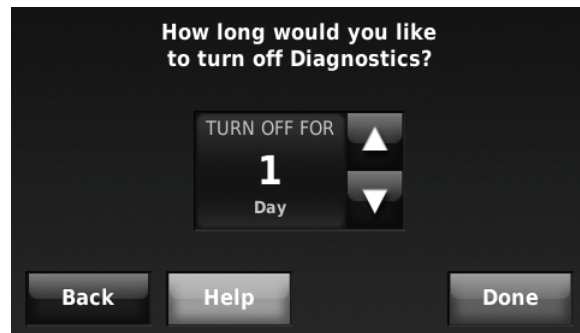 How long would you like
to turn off Diagnostics?
TURN OFF FOR
1
Day
Back
Help
Done